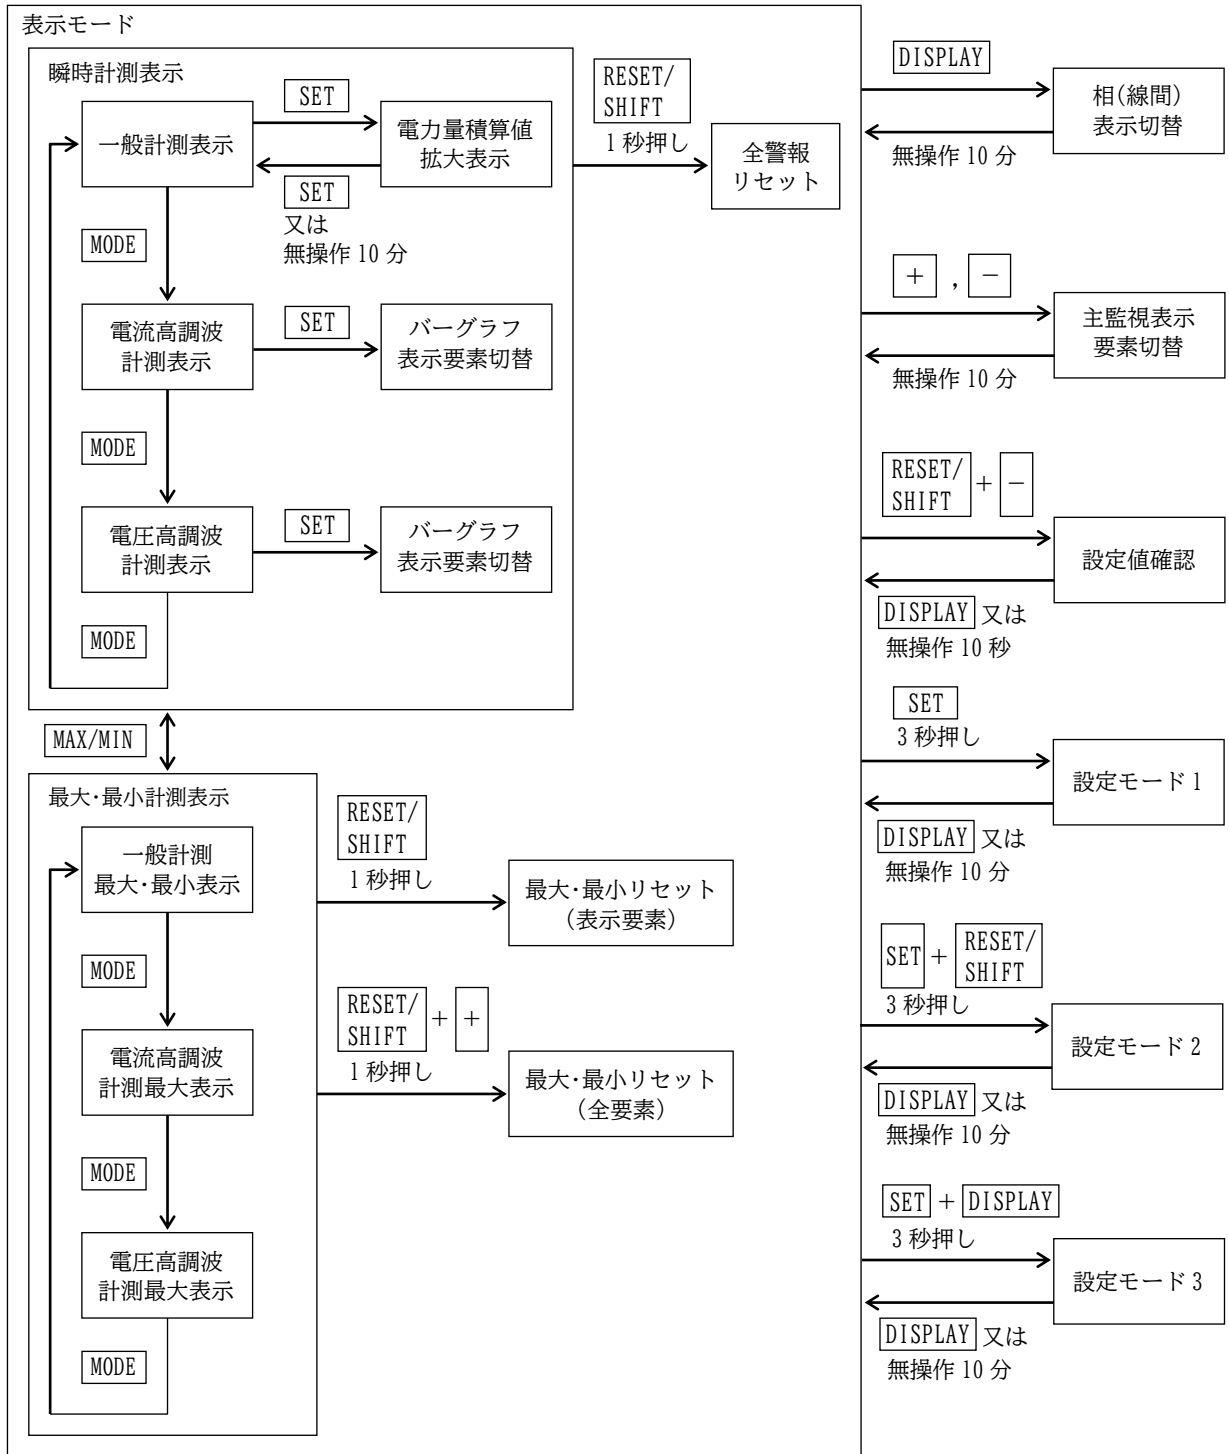 表示モード
瞬時計測表示
一般計測表示
SET
電力量積算値
拡大表示
SET
又は
無操作 10 分
MODE
電流高調波
計測表示
SET
バーグラフ
表示要素切替
MODE
電圧高調波
計測表示
SET
バーグラフ
表示要素切替
MODE
RESET/
SHIFT
1 秒押し
全警報
リセット
MAX/MIN
最大・最小計測表示
一般計測
最大・最小表示
MODE
電流高調波
計測最大表示
MODE
電圧高調波
計測最大表示
MODE
RESET/
SHIFT
1 秒押し
最大・最小リセット
（表示要素）
RESET/
SHIFT + +
1 秒押し
最大・最小リセット
（全要素）
DISPLAY
相(線間)
表示切替
無操作 10 分
+ , −
主監視表示
要素切替
無操作 10 分
RESET/
SHIFT + −
設定値確認
DISPLAY 又は
無操作 10 秒
SET
3 秒押し
設定モード 1
DISPLAY 又は
無操作 10 分
SET + RESET/
SHIFT
3 秒押し
設定モード 2
DISPLAY 又は
無操作 10 分
SET + DISPLAY
3 秒押し
設定モード 3
DISPLAY 又は
無操作 10 分